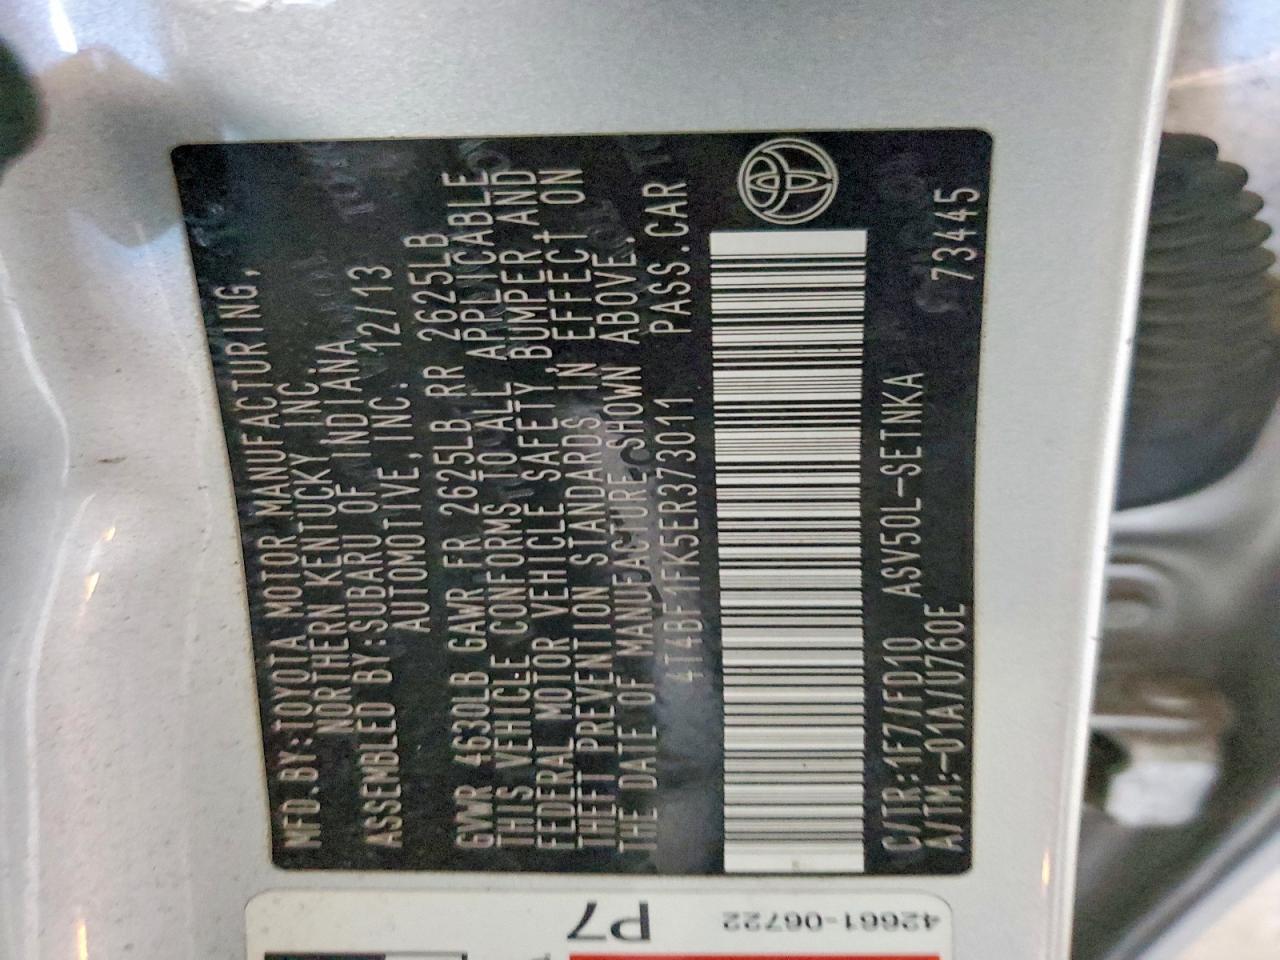 MFD.BY:TOYOTA MOTOR MANUFACTURING,
NORTHERN KENTUCKY, INC.
ASSEMBLED BY:SUBARU OF INDIANA
AUTOMOTIVE, INC. 12/13
GVWR 4630LB GAWR FR 2625LB RR 2625LB
THIS VEHICLE CONFORMS TO ALL APPLICABLE
FEDERAL MOTOR VEHICLE SAFETY, BUMPER, AND
THEFT PREVENTION STANDARDS IN EFFECT ON
THE DATE OF MANUFACTURE SHOWN ABOVE.
4T4BF1FK5ER373011 PASS.CAR
C/TR:1F7/FD10 ASV50L-SETNKA
A/TM:-01A/U760E 73445
P7
42661-06722